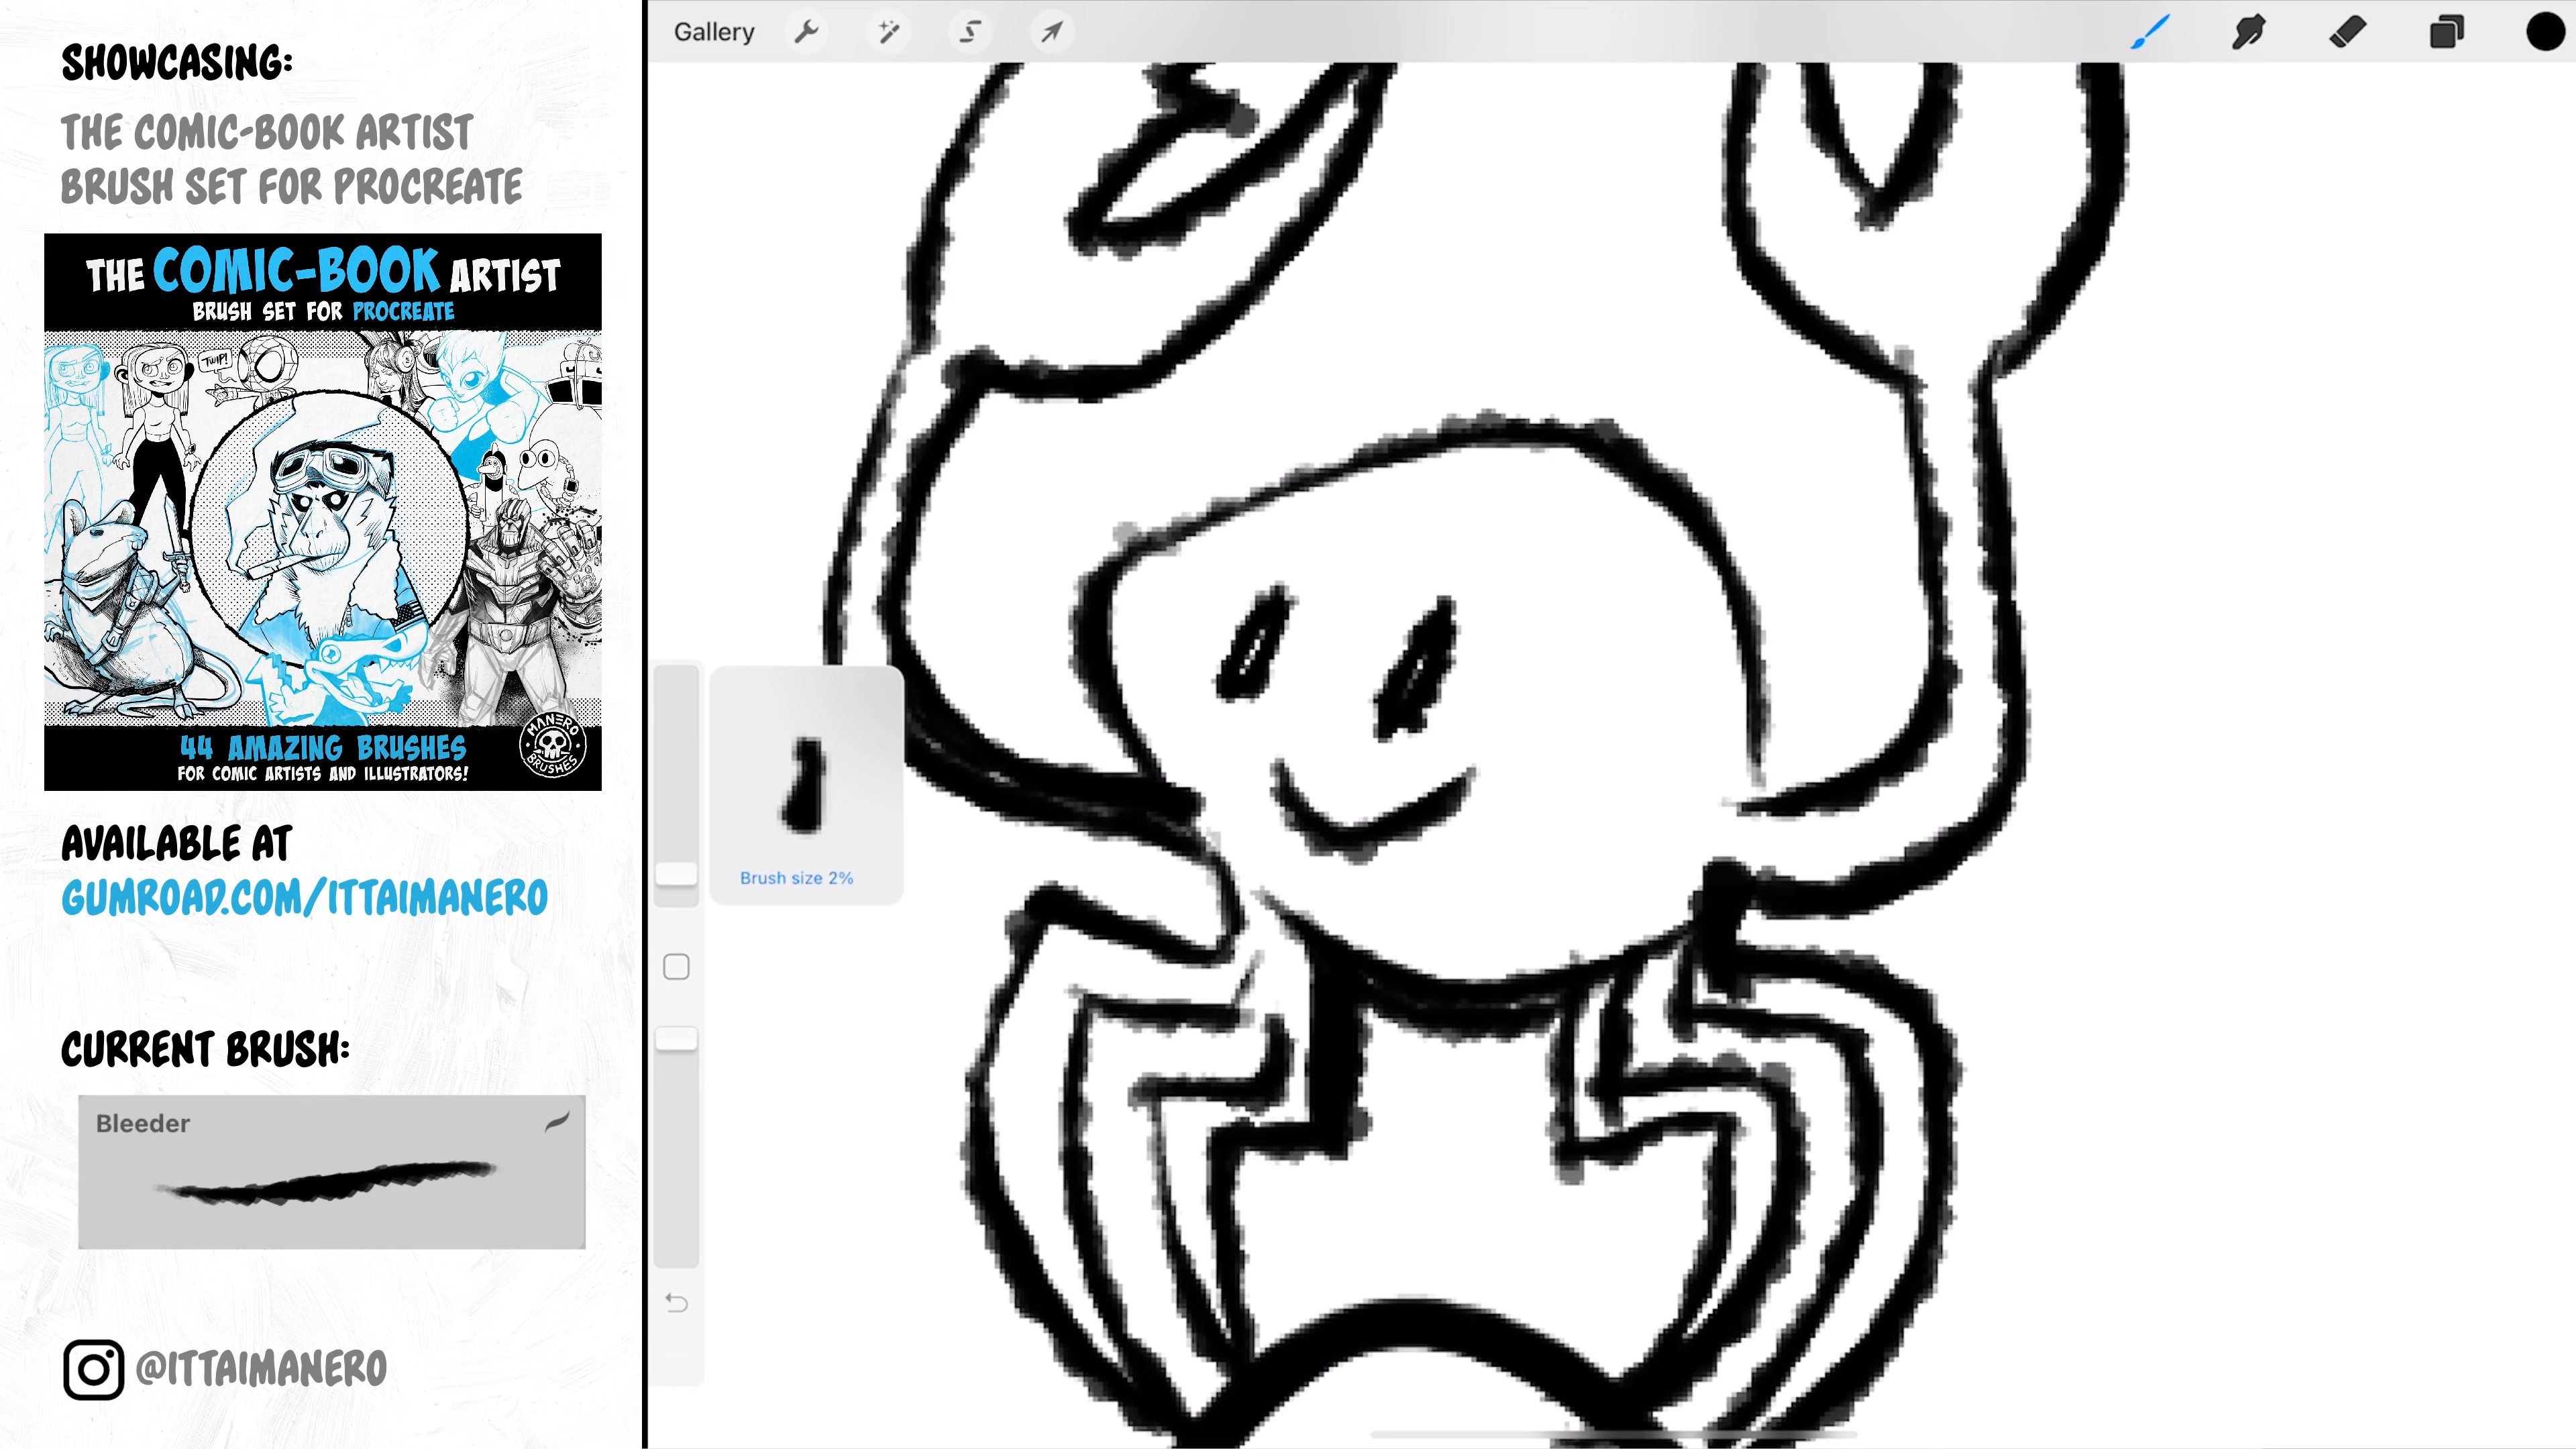 SHOWCASING:
THE COMIC-BOOK ARTIST
BRUSH SET FOR PROCREATE
THE COMIC-BOOK ARTIST
BRUSH SET FOR PROCREATE
TWIP!
44 AMAZING BRUSHES
FOR COMIC ARTISTS AND ILLUSTRATORS!
MANERO
BRUSHES
AVAILABLE AT
GUMROAD.COM/ITTAIMANERO
CURRENT BRUSH:
Bleeder
@ITTAIMANERO
Gallery
Brush size 2%